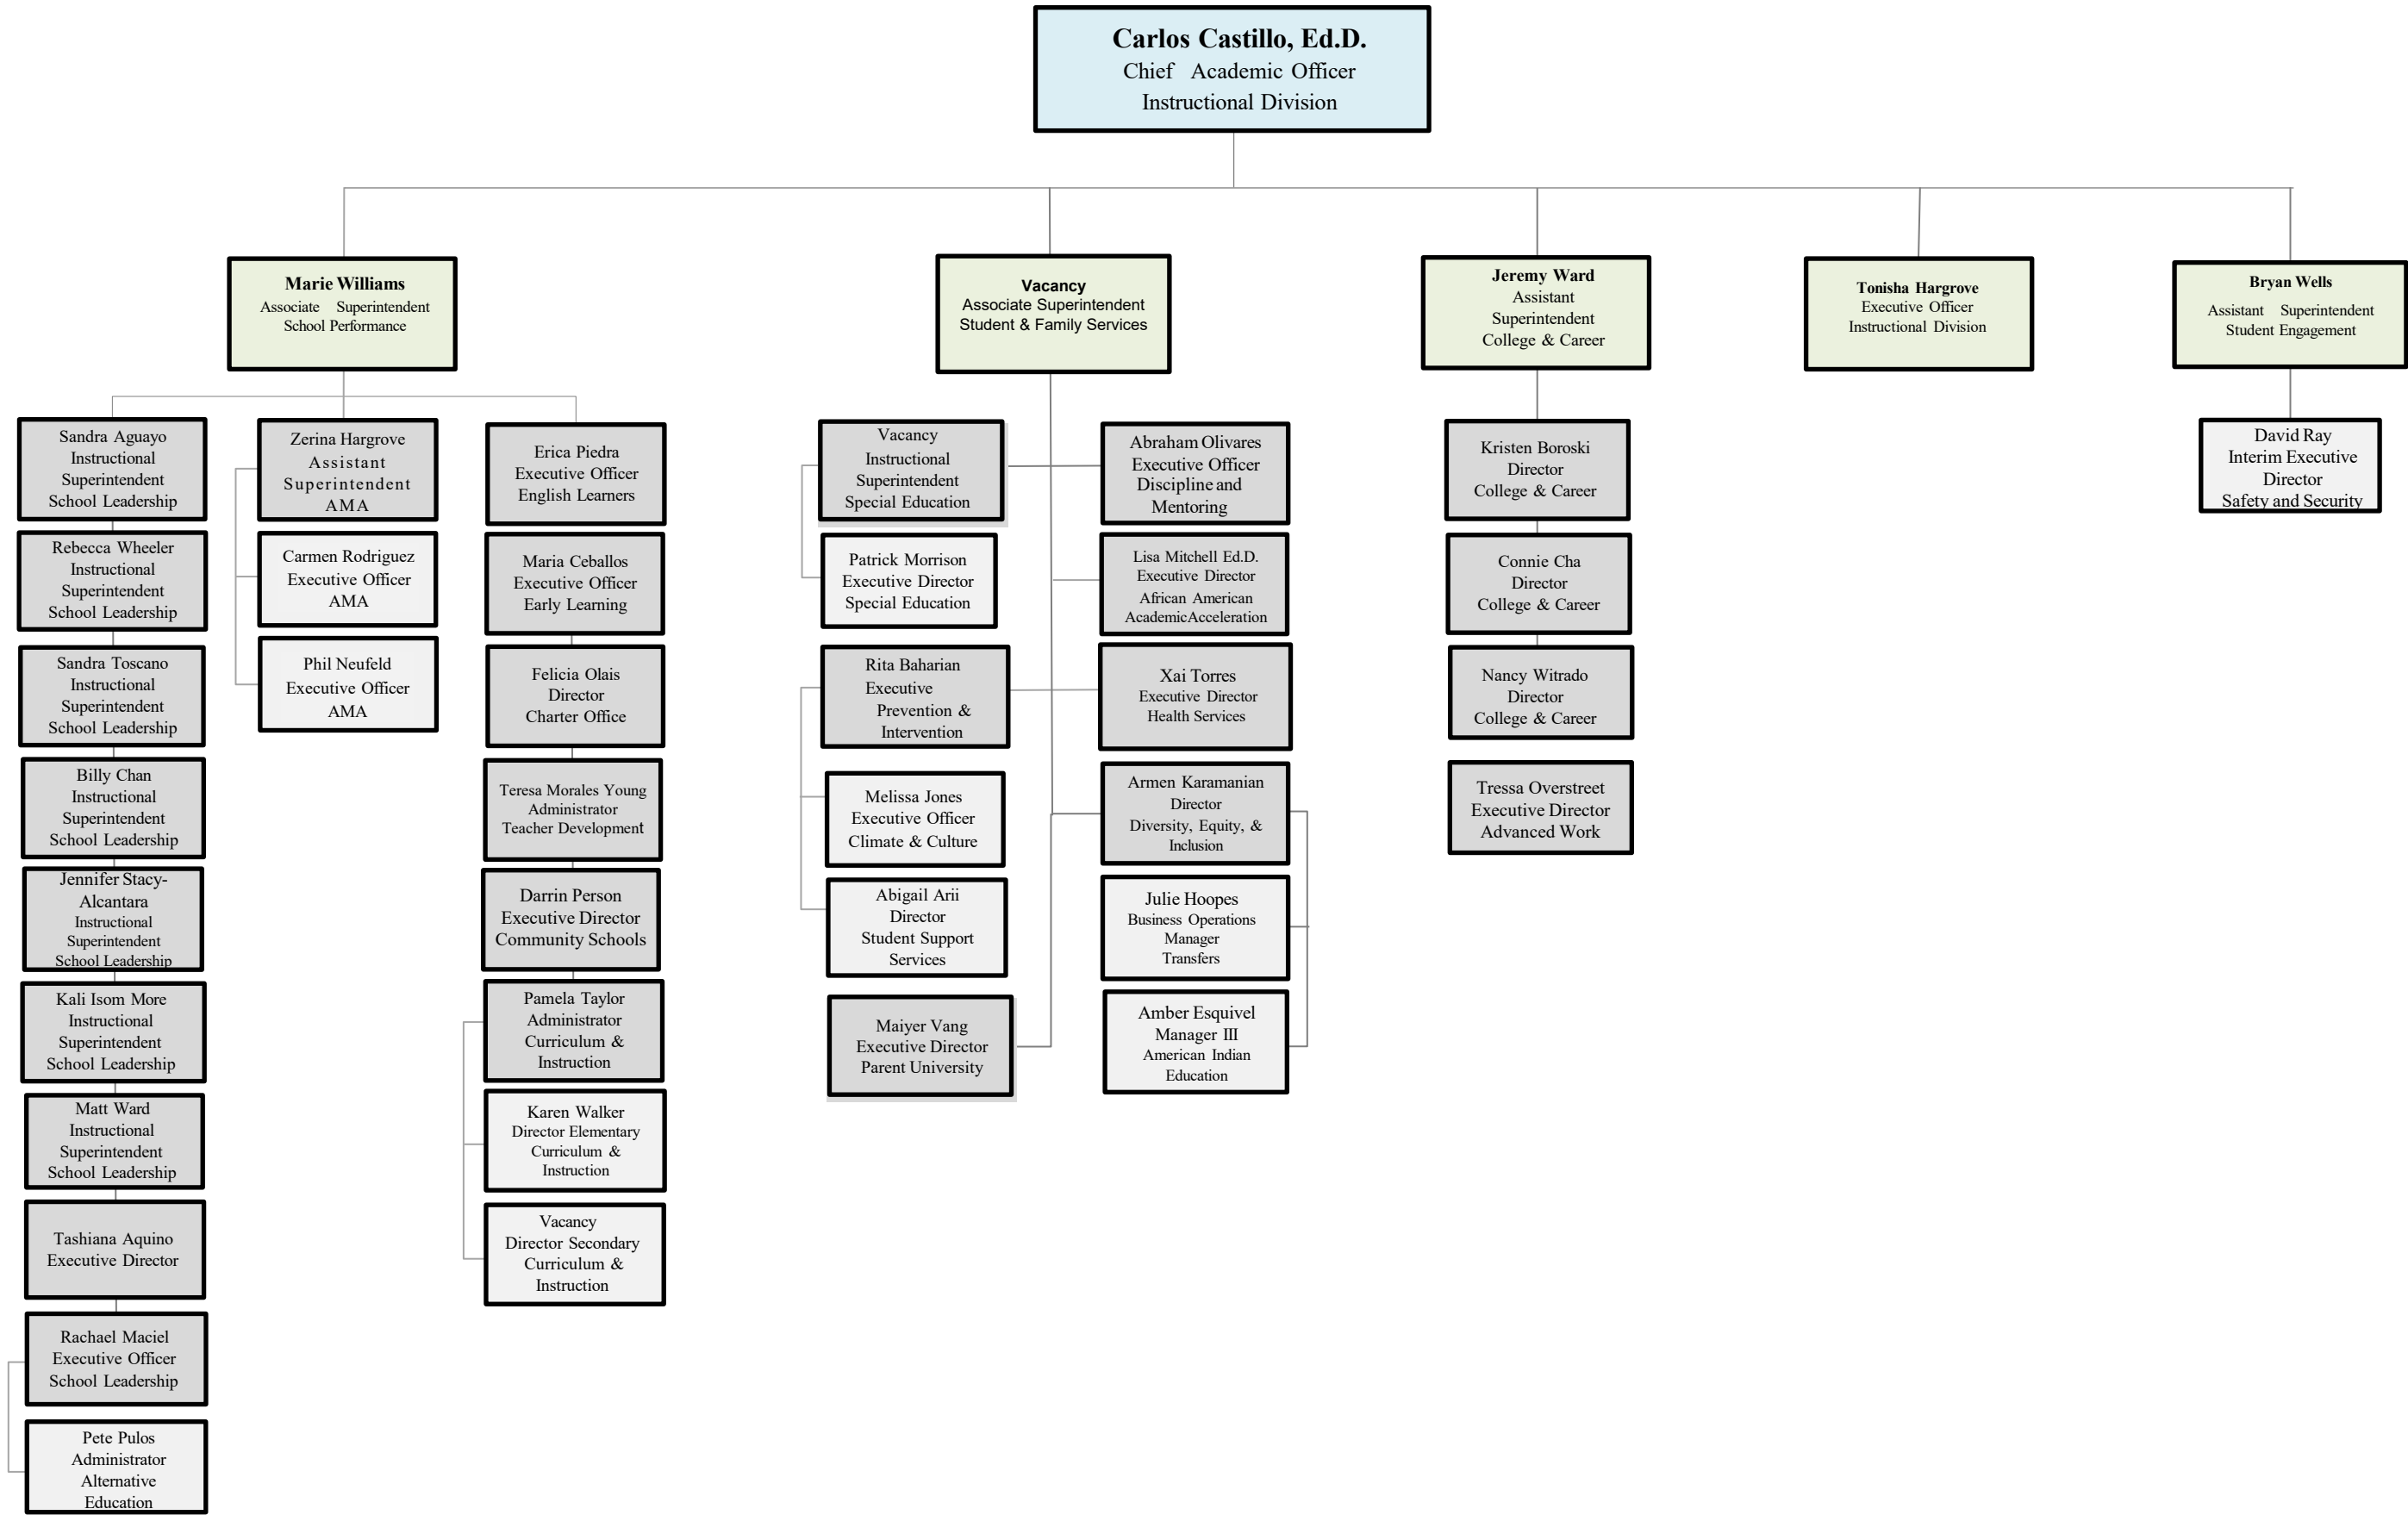 Carlos Castillo, Ed.D.
Chief Academic Officer
Instructional Division
Marie Williams
Associate Superintendent
School Performance
Vacancy
Associate Superintendent
Student & Family Services
Jeremy Ward
Assistant
Superintendent
College & Career
Tonisha Hargrove
Executive Officer
Instructional Division
Bryan Wells
Assistant Superintendent
Student Engagement
Sandra Aguayo
Instructional
Superintendent
School Leadership
Rebecca Wheeler
Instructional
Superintendent
School Leadership
Sandra Toscano
Instructional
Superintendent
School Leadership
Billy Chan
Instructional
Superintendent
School Leadership
Jennifer Stacy-
Alcantara
Instructional
Superintendent
School Leadership
Kali Isom More
Instructional
Superintendent
School Leadership
Matt Ward
Instructional
Superintendent
School Leadership
Tashiana Aquino
Executive Director
Rachael Maciel
Executive Officer
School Leadership
Pete Pulos
Administrator
Alternative
Education
Zerina Hargrove
Assistant
Superintendent
AMA
Carmen Rodriguez
Executive Officer
AMA
Phil Neufeld
Executive Officer
AMA
Erica Piedra
Executive Officer
English Learners
Maria Ceballos
Executive Officer
Early Learning
Felicia Olais
Director
Charter Office
Teresa Morales Young
Administrator
Teacher Development
Darrin Person
Executive Director
Community Schools
Pamela Taylor
Administrator
Curriculum &
Instruction
Karen Walker
Director Elementary
Curriculum &
Instruction
Vacancy
Director Secondary
Curriculum &
Instruction
Vacancy
Instructional
Superintendent
Special Education
Patrick Morrison
Executive Director
Special Education
Rita Baharian
Executive
Prevention &
Intervention
Melissa Jones
Executive Officer
Climate & Culture
Abigail Arii
Director
Student Support
Services
Maiyer Vang
Executive Director
Parent University
Abraham Olivares
Executive Officer
Discipline and
Mentoring
Lisa Mitchell Ed.D.
Executive Director
African American
AcademicAcceleration
Xai Torres
Executive Director
Health Services
Armen Karamanian
Director
Diversity, Equity, &
Inclusion
Julie Hoopes
Business Operations
Manager
Transfers
Amber Esquivel
Manager III
American Indian
Education
Kristen Boroski
Director
College & Career
Connie Cha
Director
College & Career
Nancy Witrado
Director
College & Career
Tressa Overstreet
Executive Director
Advanced Work
David Ray
Interim Executive
Director
Safety and Security